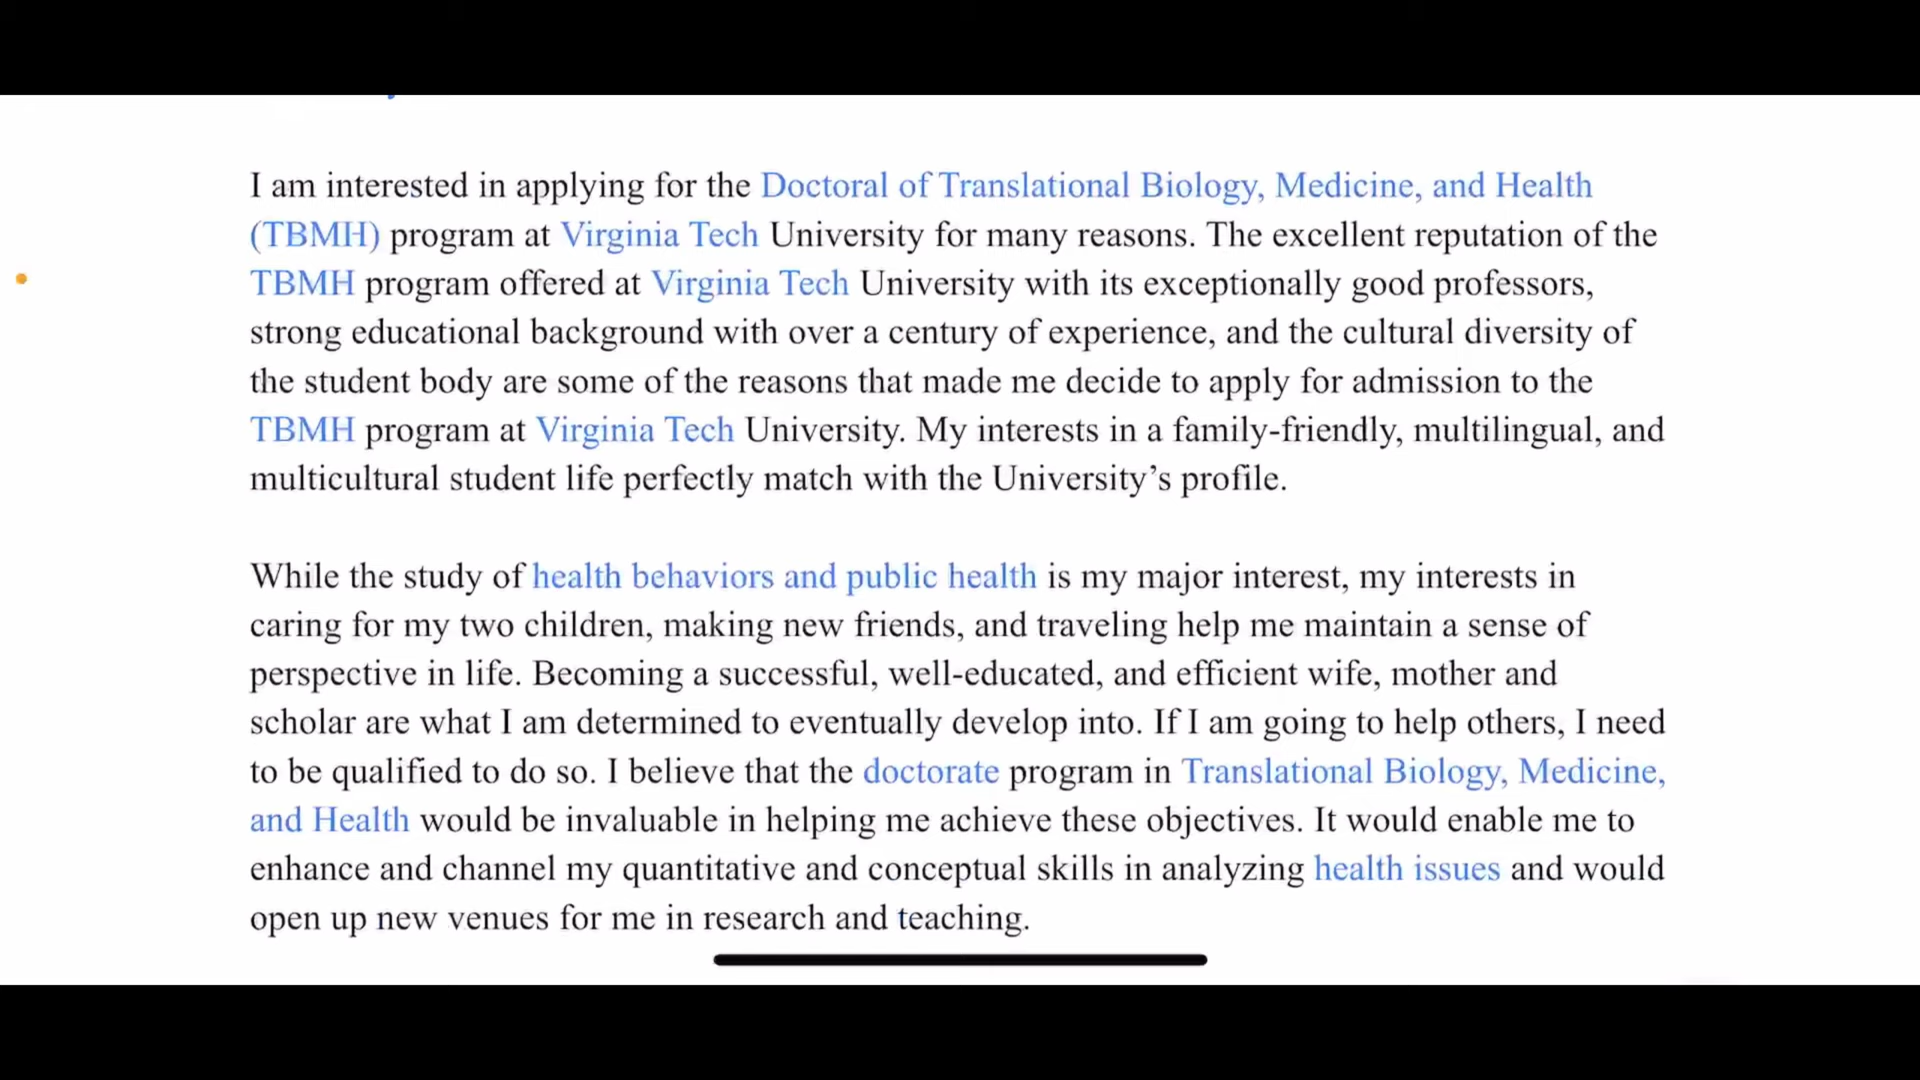 I am interested in applying for the Doctoral of Translational Biology, Medicine, and Health
(TBMH) program at Virginia Tech University for many reasons. The excellent reputation of the
TBMH program offered at Virginia Tech University with its exceptionally good professors,
strong educational background with over a century of experience, and the cultural diversity of
the student body are some of the reasons that made me decide to apply for admission to the
TBMH program at Virginia Tech University. My interests in a family-friendly, multilingual, and
multicultural student life perfectly match with the University’s profile.
While the study of health behaviors and public health is my major interest, my interests in
caring for my two children, making new friends, and traveling help me maintain a sense of
perspective in life. Becoming a successful, well-educated, and efficient wife, mother and
scholar are what I am determined to eventually develop into. If I am going to help others, I need
to be qualified to do so. I believe that the doctorate program in Translational Biology, Medicine,
and Health would be invaluable in helping me achieve these objectives. It would enable me to
enhance and channel my quantitative and conceptual skills in analyzing health issues and would
open up new venues for me in research and teaching.